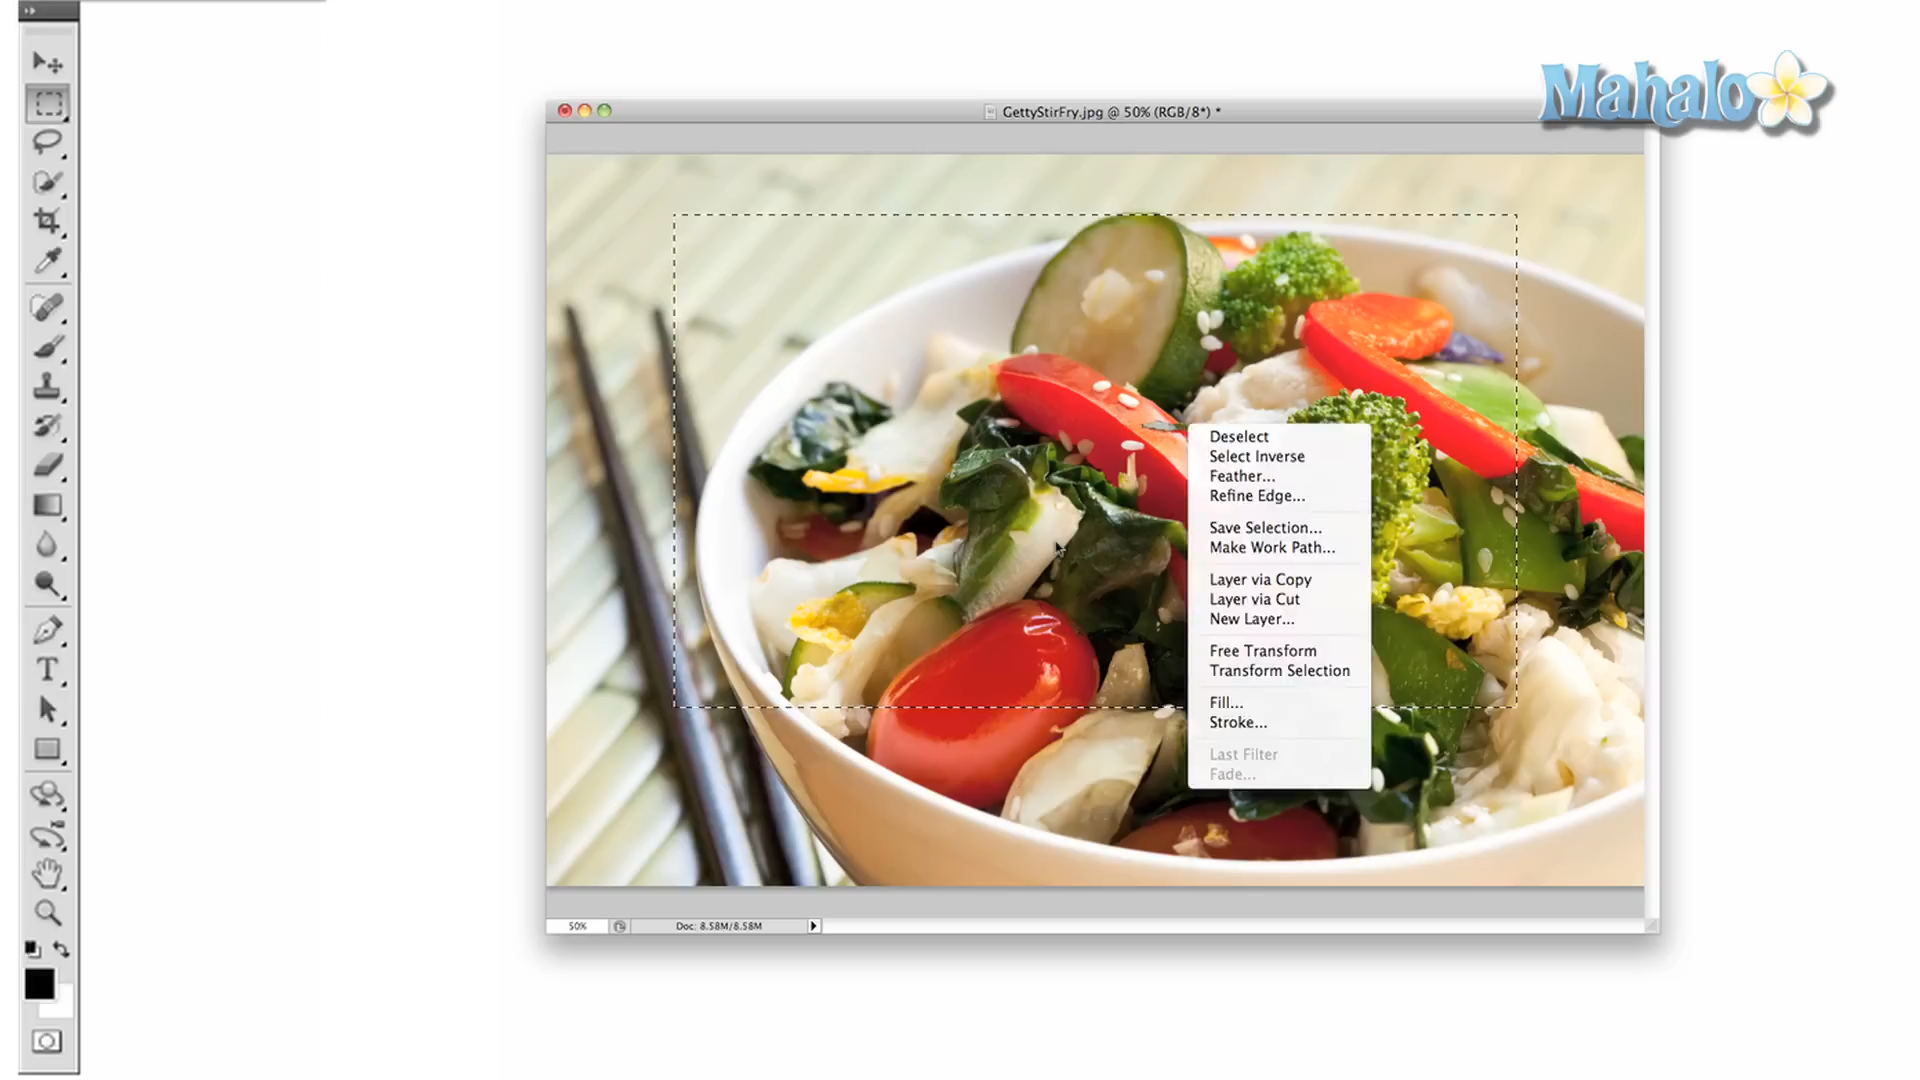 Mahalo
GettyStirFry.jpg @ 50% (RGB/8*) *
Deselect
Select Inverse
Feather...
Refine Edge...
Save Selection...
Make Work Path...
Layer via Copy
Layer via Cut
New Layer...
Free Transform
Transform Selection
Fill...
Stroke...
Last Filter
Fade...
T
50%
Doc: 8.58M/8.58M